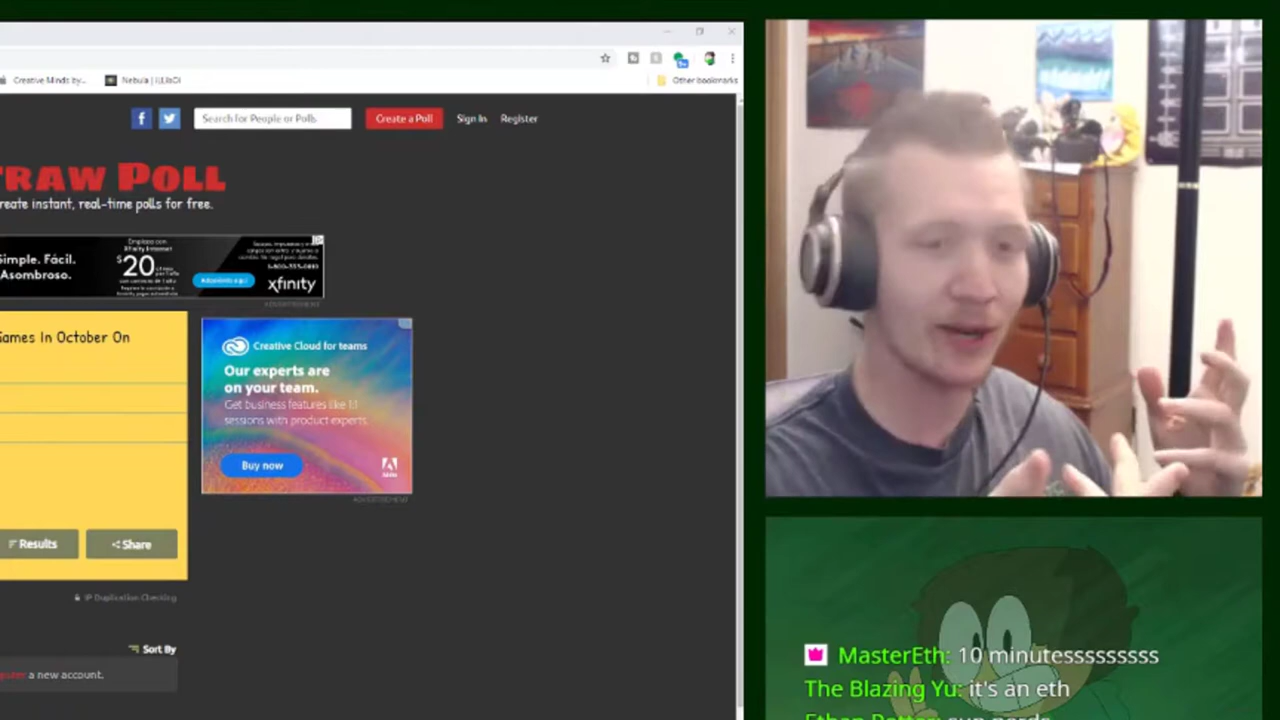 Creative Minds by...
Nebula |
Other bookmarks
f
Search for People or Polls
Create a Poll
Sign In
Register
TRAW POLL
reate instant, real-time polls for free.
Simple. Fácil.
Asombroso.
$20
xfinity
ADVERTISEMENT
Games In October On
Creative Cloud for teams
Our experts are
on your team.
Get business features like 1:1
sessions with product experts.
Buy now
Adobe
ADVERTISEMENT
Results
Share
IP Duplication Checking
Sort By
a new account.
MasterEth: 10 minutesssssssss
The Blazing Yu: it's an eth